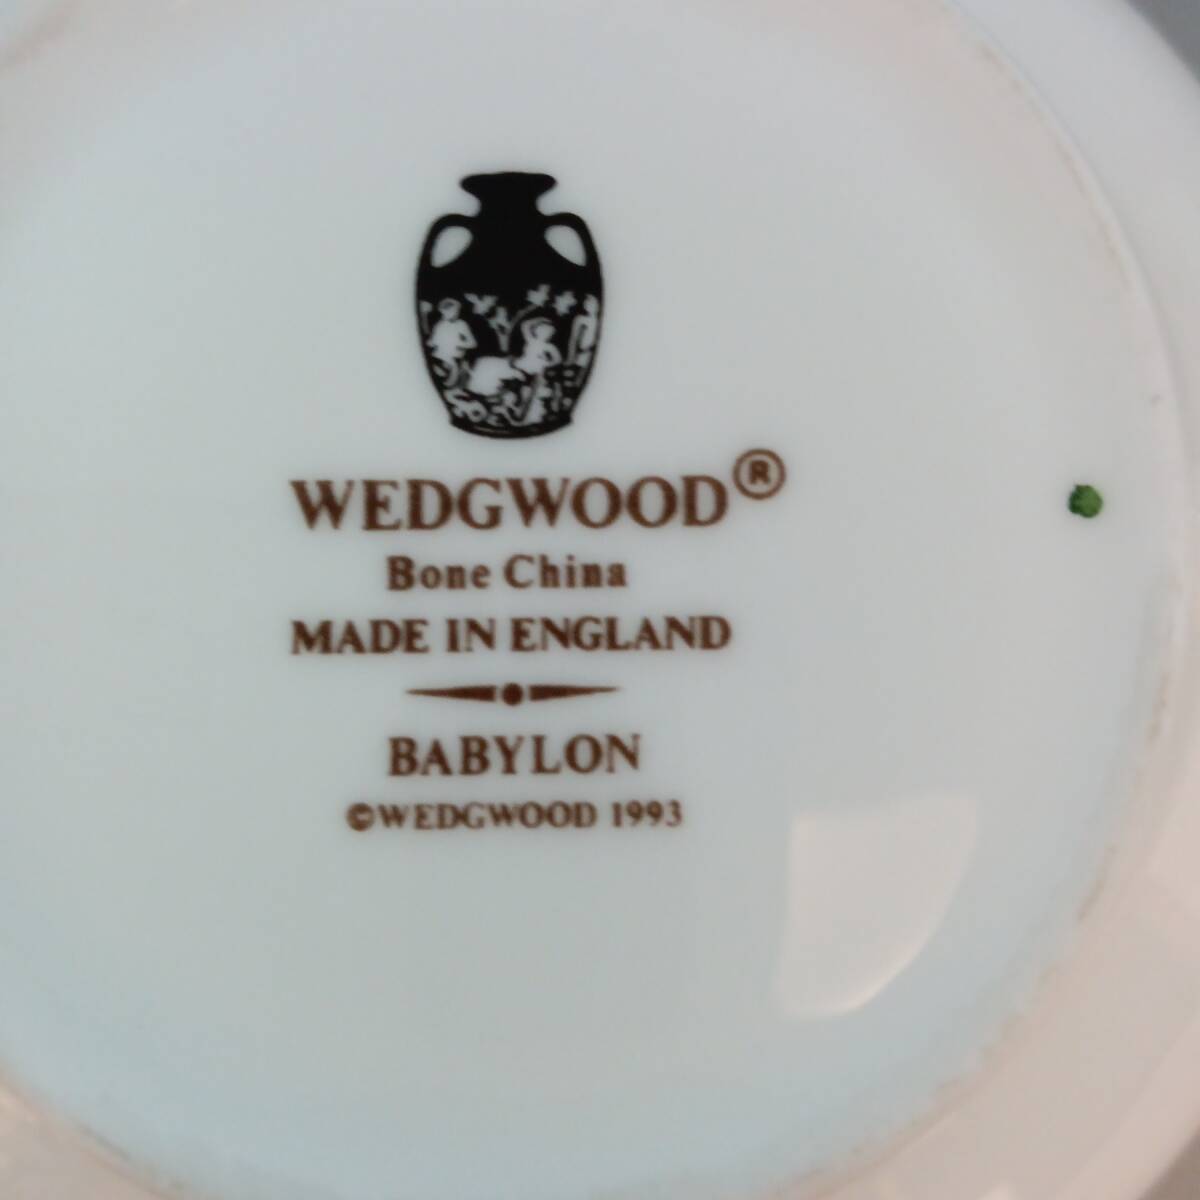 WEDGWOOD®
Bone China
MADE IN ENGLAND
BABYLON
©WEDGWOOD 1993